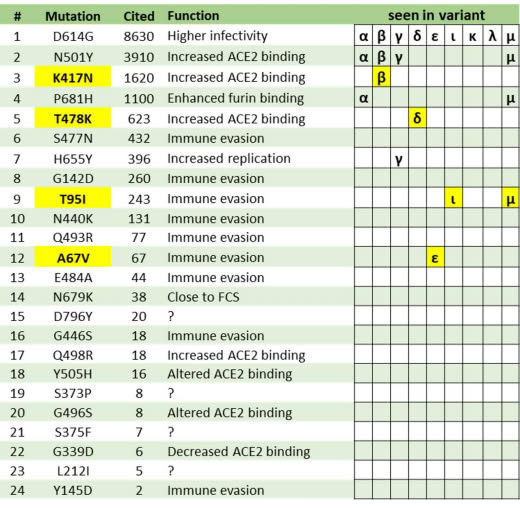 # Mutation Cited Function seen in variant
1 D614G 8630 Higher infectivity α β γ δ ε ι κ λ μ
2 N501Y 3910 Increased ACE2 binding α β γ μ
3 K417N 1620 Increased ACE2 binding β
4 P681H 1100 Enhanced furin binding α μ
5 T478K 623 Increased ACE2 binding δ
6 S477N 432 Immune evasion
7 H655Y 396 Increased replication γ
8 G142D 260 Immune evasion
9 T95I 243 Immune evasion ι μ
10 N440K 131 Immune evasion
11 Q493R 77 Immune evasion
12 A67V 67 Immune evasion ε
13 E484A 44 Immune evasion
14 N679K 38 Close to FCS
15 D796Y 20 ?
16 G446S 18 Immune evasion
17 Q498R 18 Increased ACE2 binding
18 Y505H 16 Altered ACE2 binding
19 S373P 8 ?
20 G496S 8 Altered ACE2 binding
21 S375F 7 ?
22 G339D 6 Decreased ACE2 binding
23 L212I 5 ?
24 Y145D 2 Immune evasion